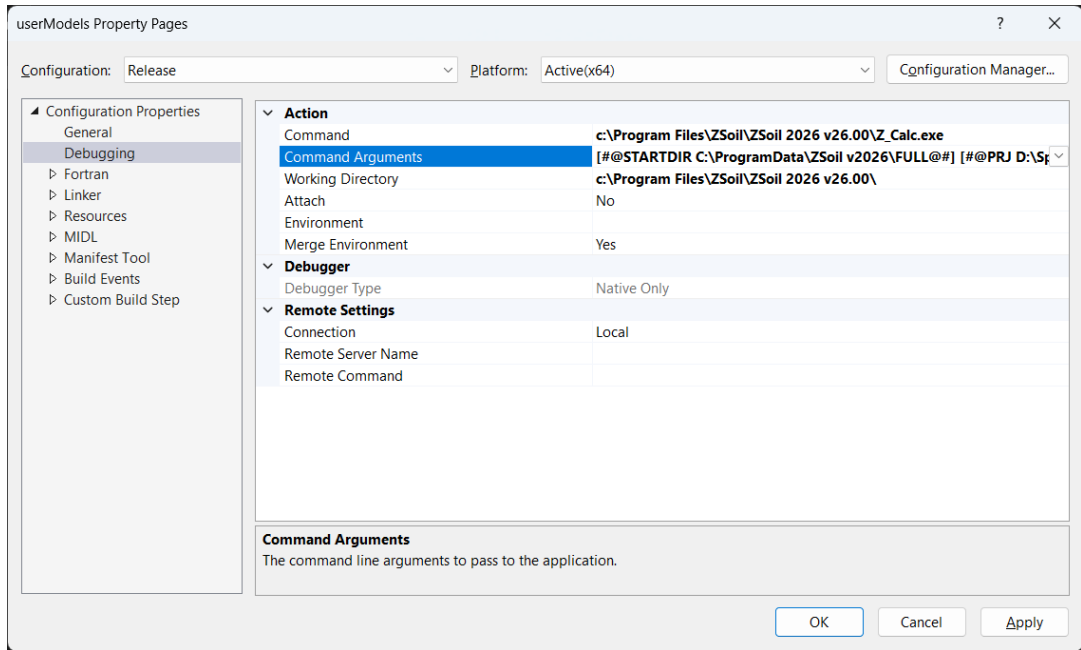 userModels Property Pages
?
Configuration: Release Platform: Active(x64) Configuration Manager...
Configuration Properties
General
Debugging
Fortran
Linker
Resources
MIDL
Manifest Tool
Build Events
Custom Build Step
Action
Command c:\Program Files\ZSoil\ZSoil 2026 v26.00\Z_Calc.exe
Command Arguments [#@STARTDIR C:\ProgramData\ZSoil v2026\FULL@#] [#@PRJ D:\Sp
Working Directory c:\Program Files\ZSoil\ZSoil 2026 v26.00\
Attach No
Environment
Merge Environment Yes
Debugger
Debugger Type Native Only
Remote Settings
Connection Local
Remote Server Name
Remote Command
Command Arguments
The command line arguments to pass to the application.
OK Cancel Apply